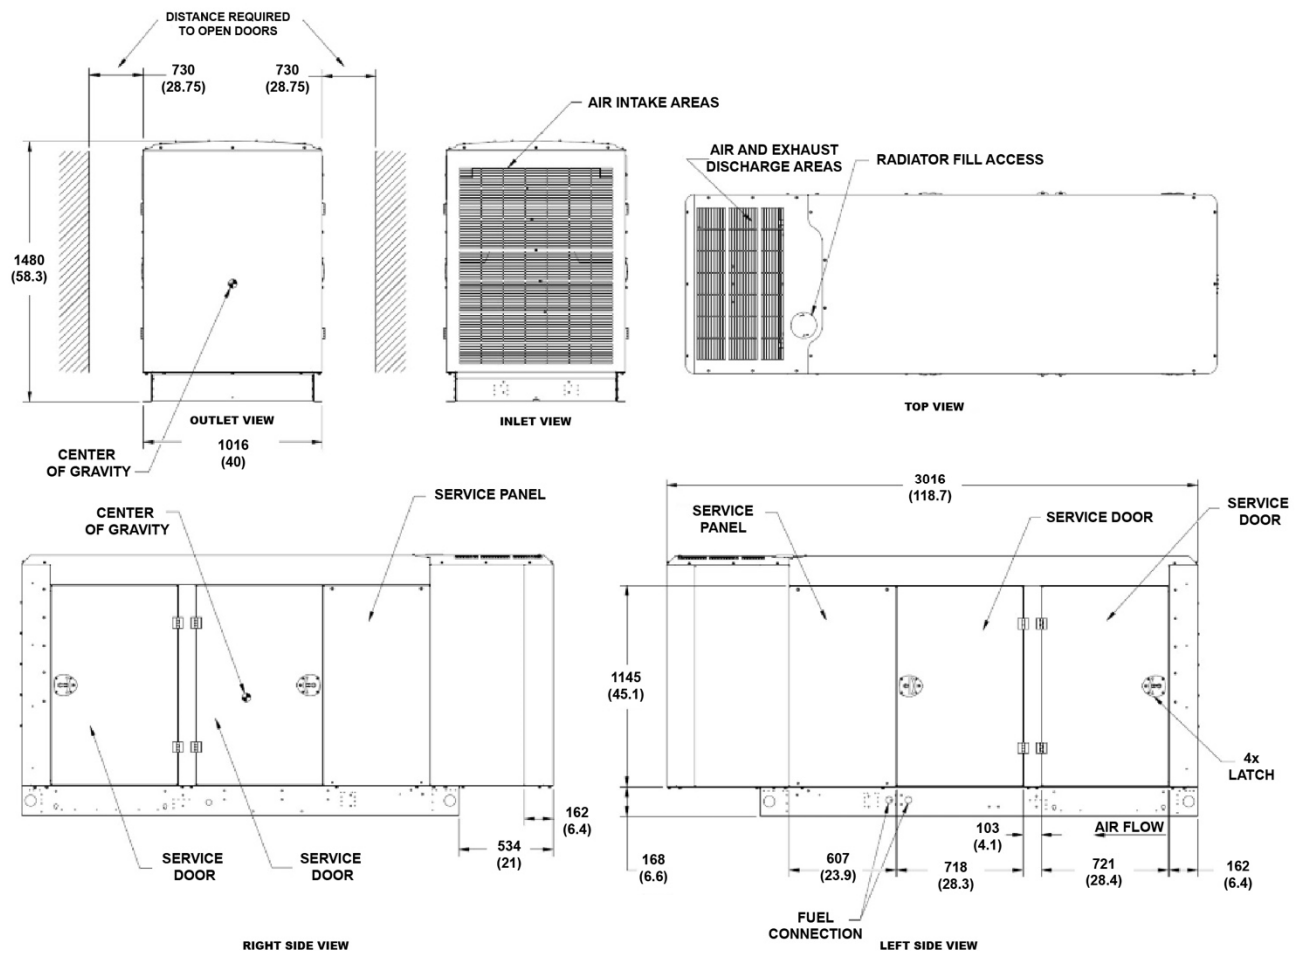 DISTANCE REQUIRED
TO OPEN DOORS
730
(28.75)
730
(28.75)
1480
(58.3)
OUTLET VIEW
1016
(40)
CENTER
OF GRAVITY
AIR INTAKE AREAS
INLET VIEW
AIR AND EXHAUST
DISCHARGE AREAS
RADIATOR FILL ACCESS
TOP VIEW
CENTER
OF GRAVITY
SERVICE PANEL
162
(6.4)
534
(21)
SERVICE
DOOR
SERVICE
DOOR
RIGHT SIDE VIEW
3016
(118.7)
SERVICE
PANEL
SERVICE DOOR
SERVICE
DOOR
1145
(45.1)
4x
LATCH
103
(4.1)
AIR FLOW
168
(6.6)
607
(23.9)
718
(28.3)
721
(28.4)
162
(6.4)
FUEL
CONNECTION
LEFT SIDE VIEW